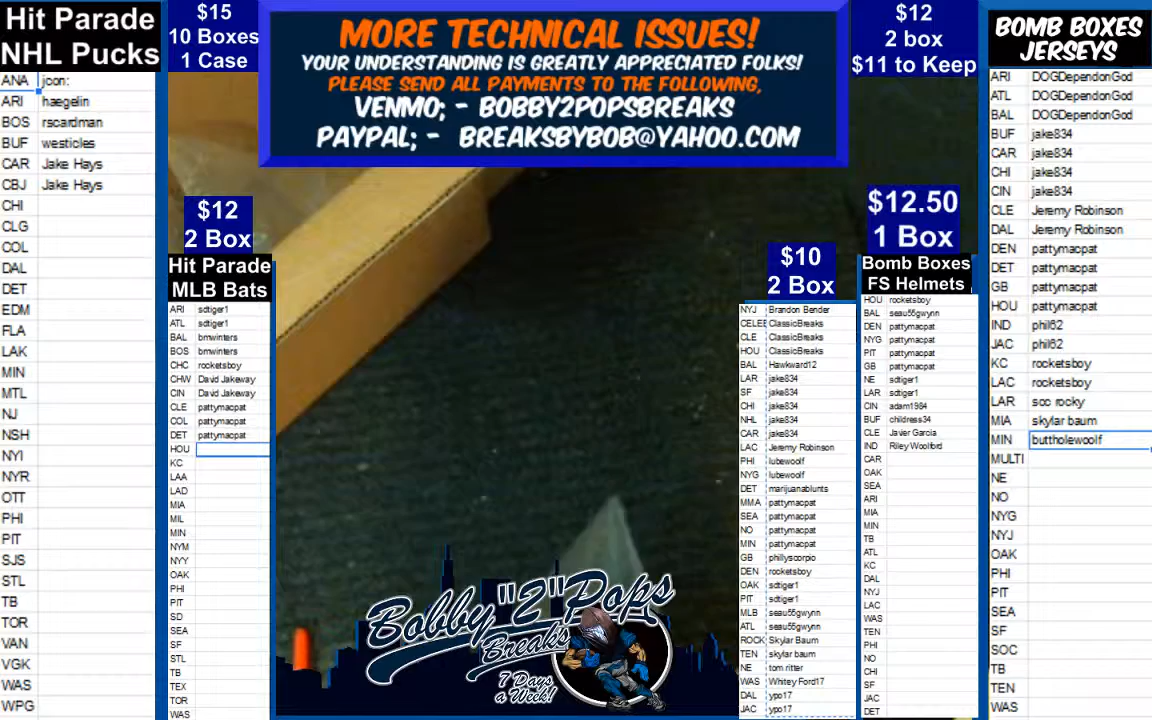 Hit Parade
NHL Pucks
ANA jcon:
ARI haegelin
BOS rscardman
BUF westicles
CAR Jake Hays
CBJ Jake Hays
CHI
CLG
COL
DAL
DET
EDM
FLA
LAK
MIN
MTL
NJ
NSH
NYI
NYR
OTT
PHI
PIT
SJS
STL
TB
TOR
VAN
VGK
WAS
WPG
$15
10 Boxes
1 Case
MORE TECHNICAL ISSUES!
YOUR UNDERSTANDING IS GREATLY APPRECIATED FOLKS!
PLEASE SEND ALL PAYMENTS TO THE FOLLOWING,
VENMO; - BOBBY2POPSBREAKS
PAYPAL; - BREAKSBYBOB@YAHOO.COM
$12
2 box
$11 to Keep
$12
2 Box
Hit Parade
MLB Bats
ARI sdtiger1
ATL sdtiger1
BAL bmwinters
BOS bmwinters
CHC rocketsboy
CHW David Jakeway
CIN David Jakeway
CLE pattymacpat
COL pattymacpat
DET pattymacpat
HOU
KC
LAA
LAD
MIA
MIL
MIN
NYM
NYY
OAK
PHI
PIT
SD
SEA
SF
STL
TB
TEX
TOR
WAS
Bobby "2" Pops
Breaks
7 Days
a Week!
$10
2 Box
NYJ Brandon Bender
CELEB ClassicBreaks
CLE ClassicBreaks
HOU ClassicBreaks
BAL Hawkward12
LAR jake834
SF jake834
CHI jake834
NHL jake834
CAR jake834
LAC Jeremy Robinson
PHI lubewoolf
NYG lubewoolf
DET marijuanablunts
MMA pattymacpat
SEA pattymacpat
NO pattymacpat
MIN pattymacpat
GB phillyscorpio
DEN rocketsboy
OAK sdtiger1
PIT sdtiger1
MLB seau55gwynn
ATL seau55gwynn
ROCK Skylar Baum
TEN skylar baum
NE tom ritter
WAS Whitey Ford17
DAL ypo17
JAC ypo17
$12.50
1 Box
Bomb Boxes
FS Helmets
HOU rocketsboy
BAL seau55gwynn
DEN pattymacpat
NYG pattymacpat
PIT pattymacpat
GB pattymacpat
NE sdtiger1
LAR sdtiger1
CIN adam1984
BUF childress34
CLE Javier Garcia
IND Riley Woolford
CAR
OAK
SEA
ARI
MIA
MIN
TB
ATL
KC
DAL
NYJ
LAC
WAS
TEN
PHI
NO
CHI
SF
JAC
DET
BOMB BOXES
JERSEYS
ARI DOGDependonGod
ATL DOGDependonGod
BAL DOGDependonGod
BUF jake834
CAR jake834
CHI jake834
CIN jake834
CLE Jeremy Robinson
DAL Jeremy Robinson
DEN pattymacpat
DET pattymacpat
GB pattymacpat
HOU pattymacpat
IND phil62
JAC phil62
KC rocketsboy
LAC rocketsboy
LAR soc rocky
MIA skylar baum
MIN buttholewoolf
MULTI
NE
NO
NYG
NYJ
OAK
PHI
PIT
SEA
SF
SOC
TB
TEN
WAS